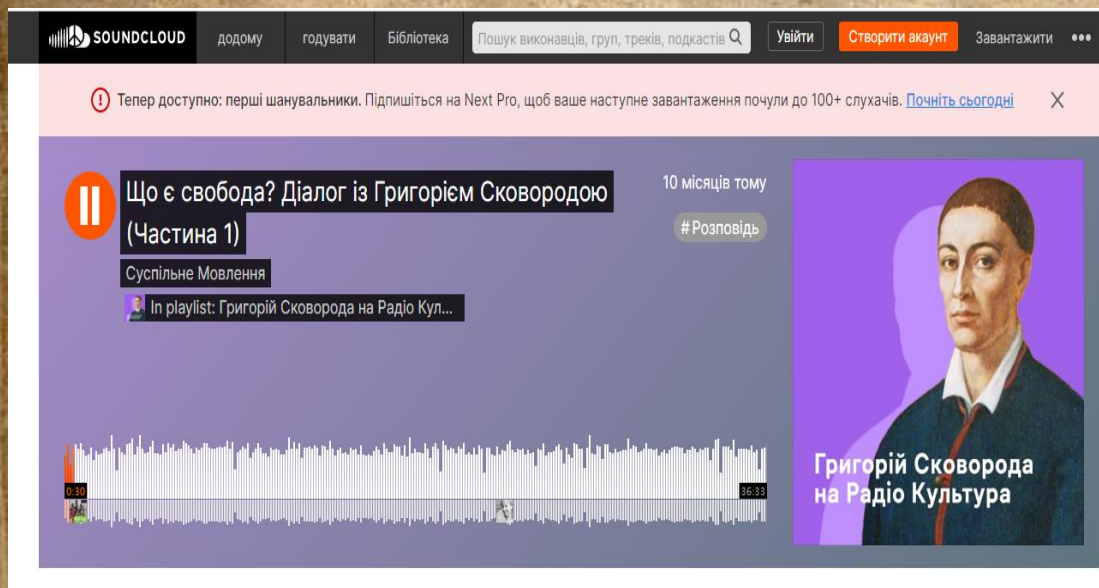 SOUNDCLOUD додому годувати Бібліотека Пошук виконавців, груп, треків, подкастів Увійти Створити акаунт Завантажити
Тепер доступно: перші шанувальники. Підпишіться на Next Pro, щоб ваше наступне завантаження почули до 100+ слухачів. Почніть сьогодні
Що є свобода? Діалог із Григорієм Сковородою
(Частина 1)
10 місяців тому
# Розповідь
Суспільне Мовлення
In playlist: Григорій Сковорода на Радіо Кул...
0:30
36:33
Григорій Сковорода
на Радіо Культура